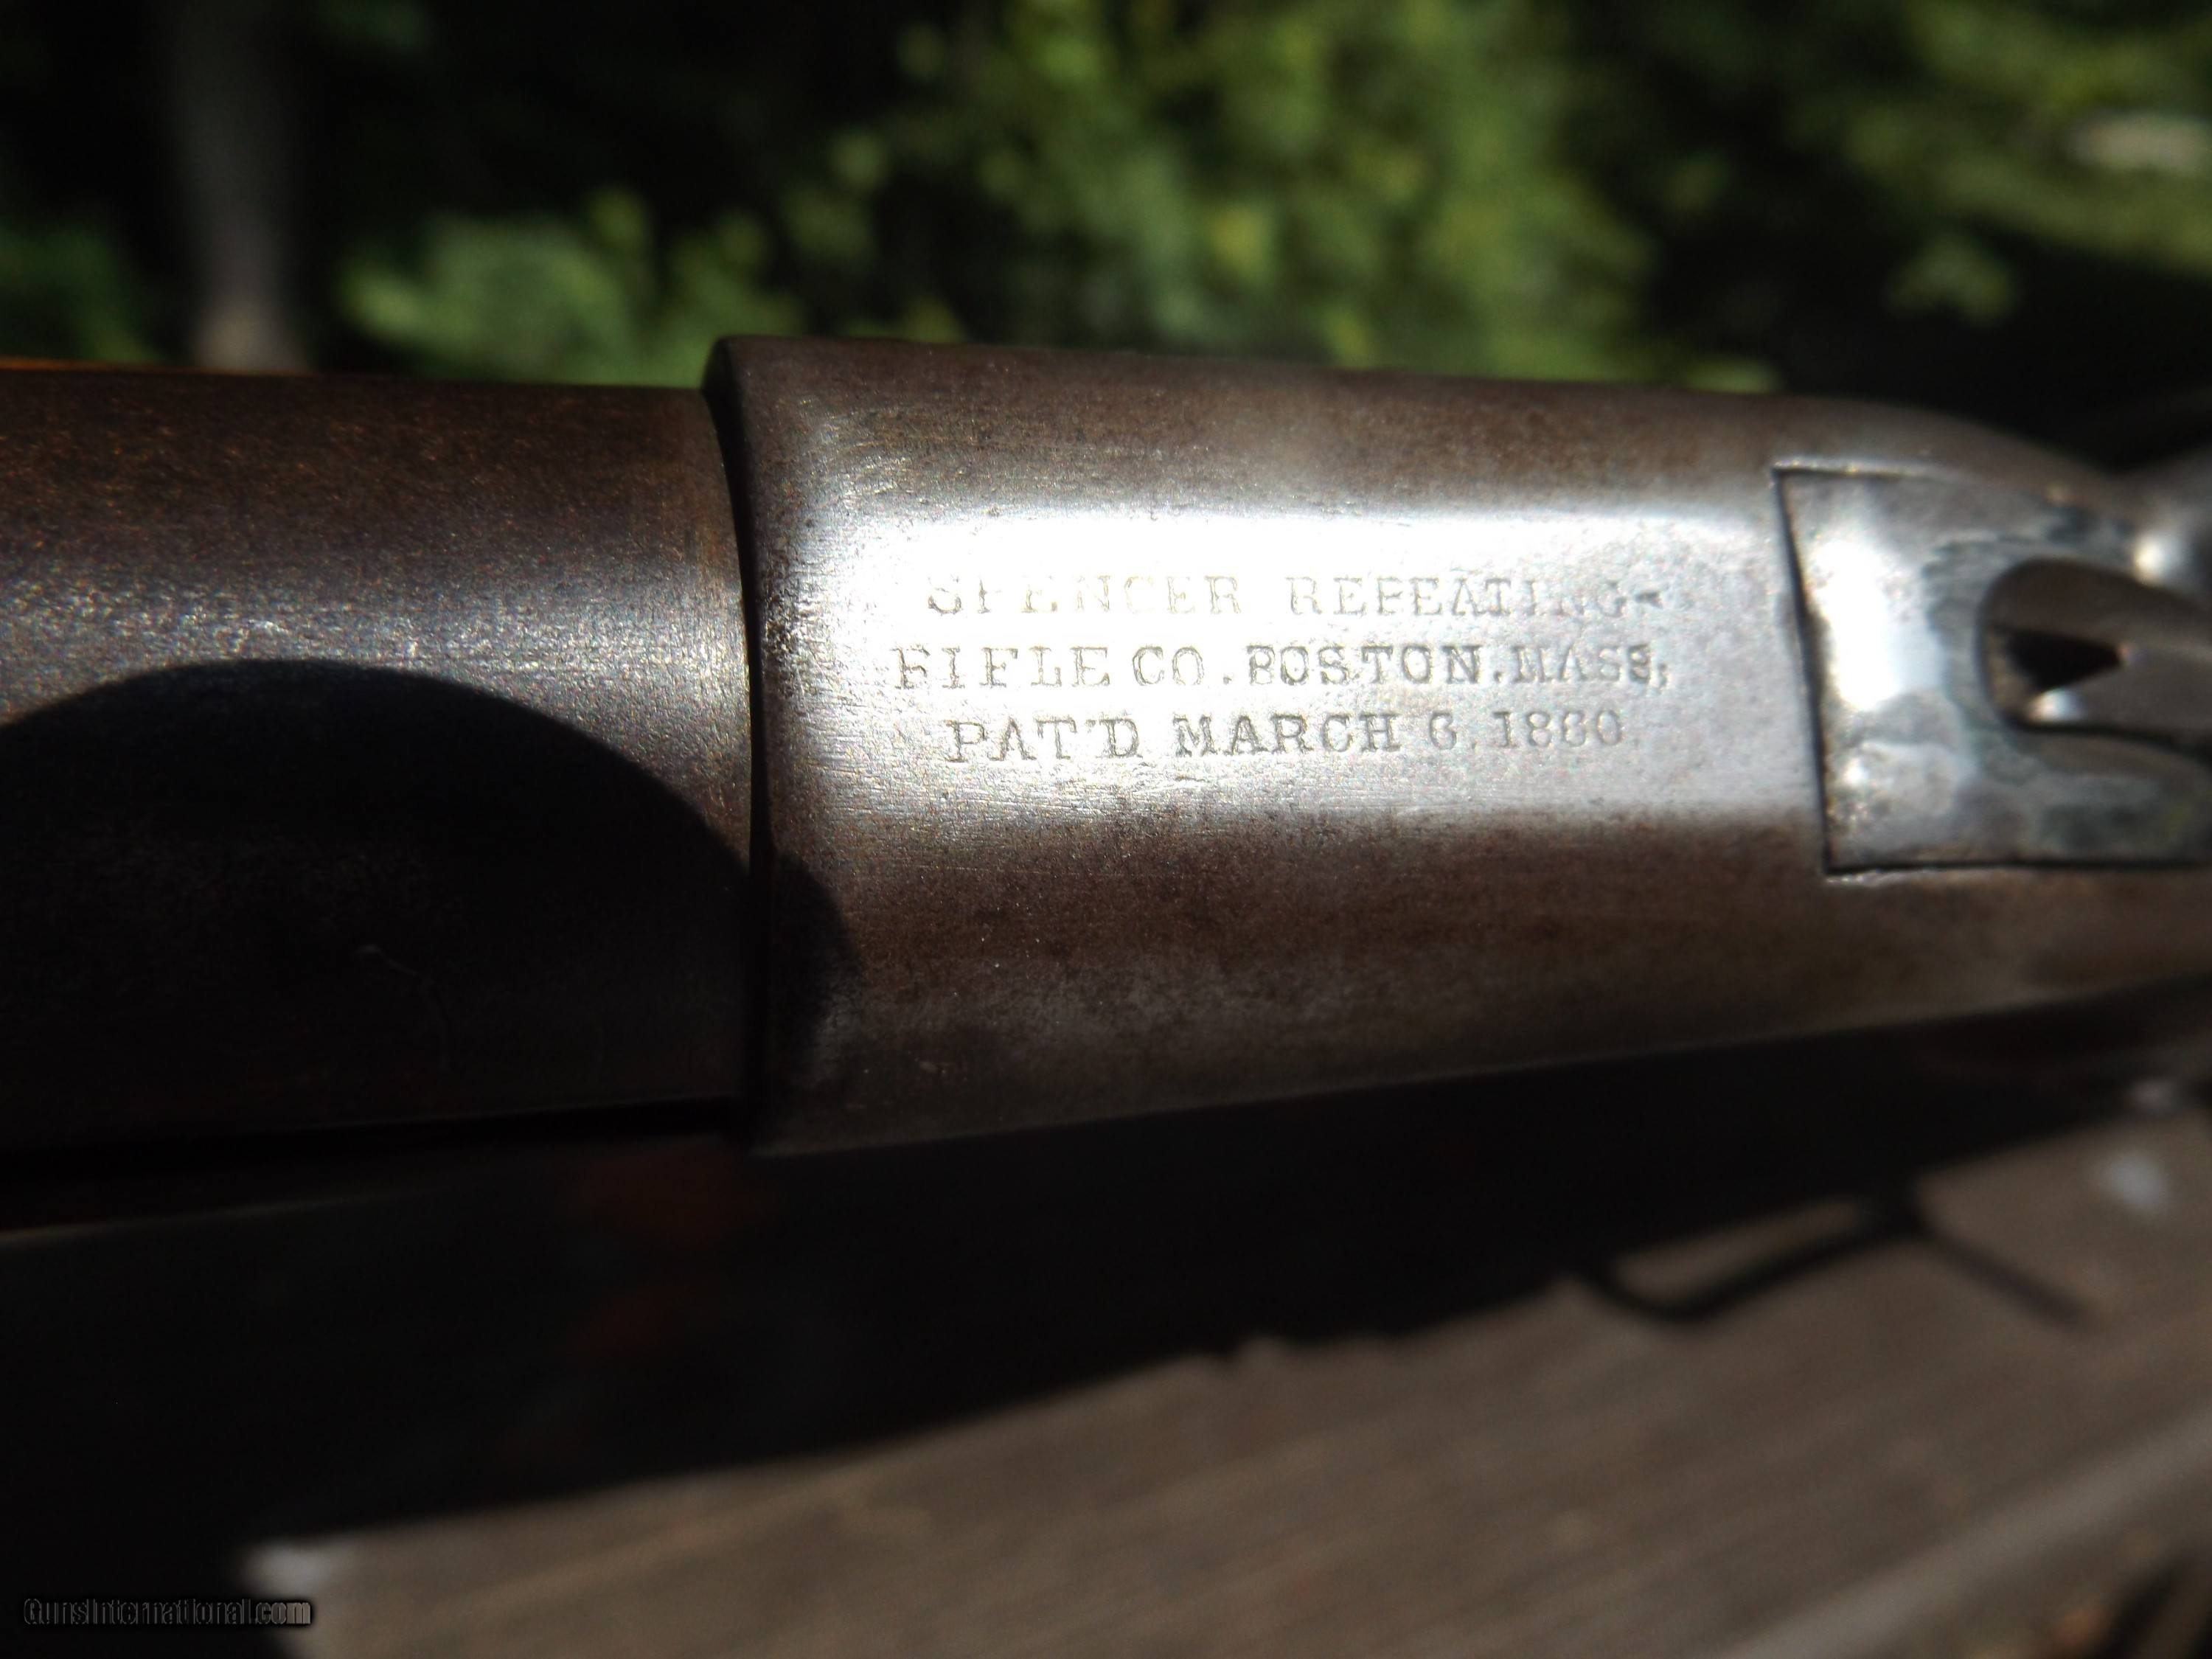 SPENCER REPEATING-
RIFLE CO. BOSTON. MASS,
PAT'D MARCH 6. 1860
GunsInternational.com